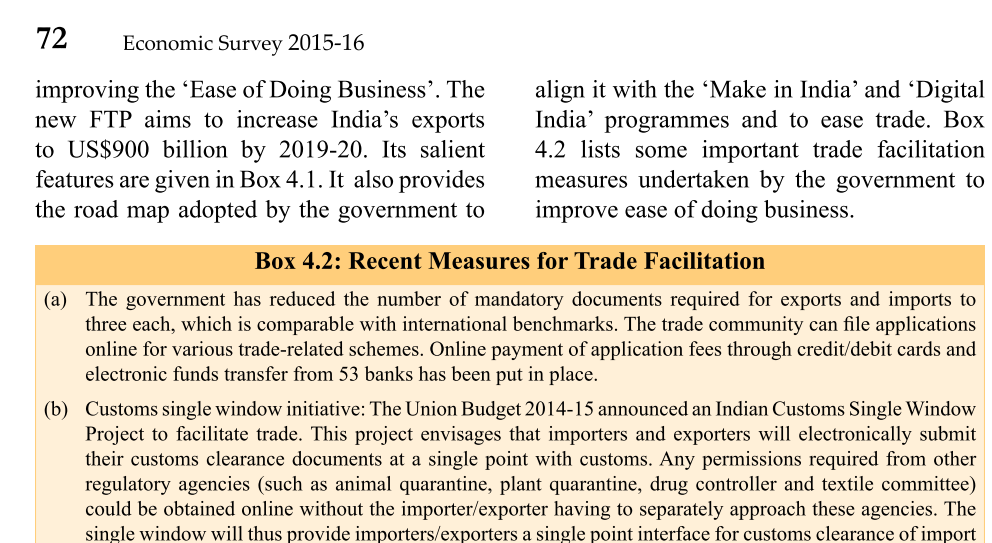 72 Economic Survey 2015-16
improving the ‘Ease of Doing Business’. The
new FTP aims to increase India’s exports
to US$900 billion by 2019-20. Its salient
features are given in Box 4.1. It also provides
the road map adopted by the government to
align it with the ‘Make in India’ and ‘Digital
India’ programmes and to ease trade. Box
4.2 lists some important trade facilitation
measures undertaken by the government to
improve ease of doing business.
Box 4.2: Recent Measures for Trade Facilitation
(a) The government has reduced the number of mandatory documents required for exports and imports to
three each, which is comparable with international benchmarks. The trade community can file applications
online for various trade-related schemes. Online payment of application fees through credit/debit cards and
electronic funds transfer from 53 banks has been put in place.
(b) Customs single window initiative: The Union Budget 2014-15 announced an Indian Customs Single Window
Project to facilitate trade. This project envisages that importers and exporters will electronically submit
their customs clearance documents at a single point with customs. Any permissions required from other
regulatory agencies (such as animal quarantine, plant quarantine, drug controller and textile committee)
could be obtained online without the importer/exporter having to separately approach these agencies. The
single window will thus provide importers/exporters a single point interface for customs clearance of import